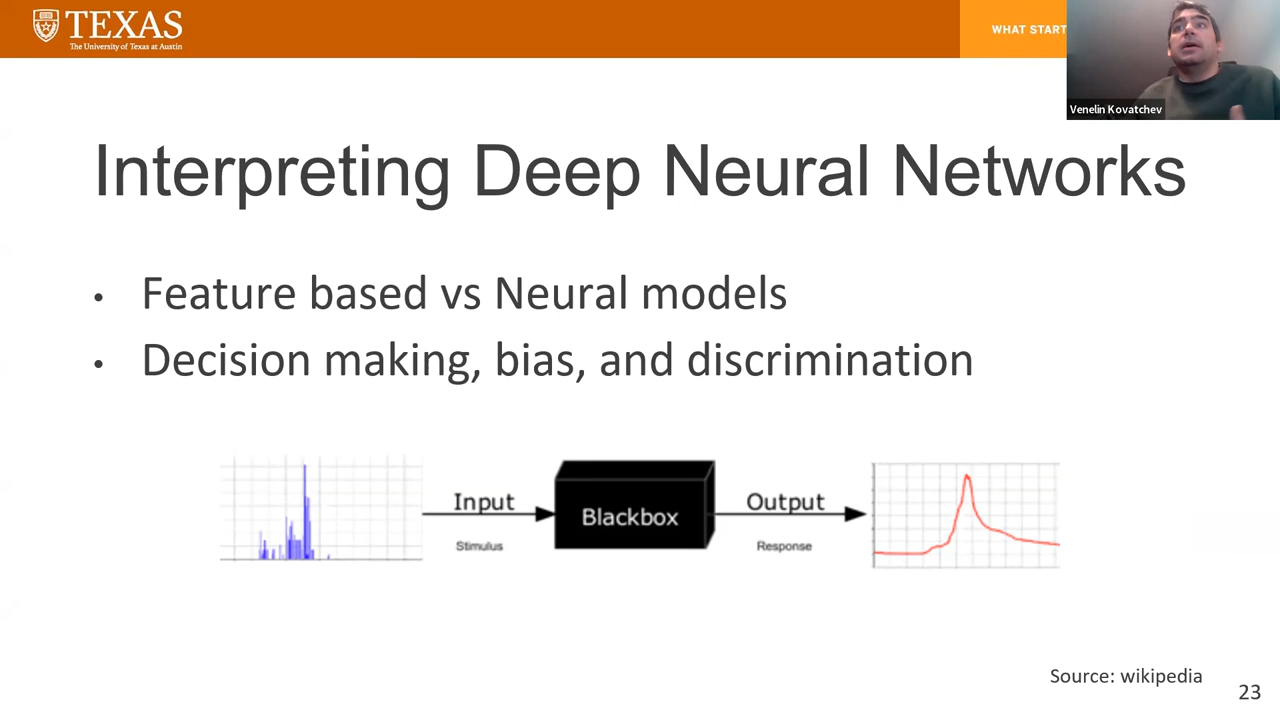 TEXAS
The University of Texas at Austin
WHAT START
Venelin Kovatchev
Interpreting Deep Neural Networks
• Feature based vs Neural models
• Decision making, bias, and discrimination
Input
Stimulus
Blackbox
Output
Response
Source: wikipedia
23